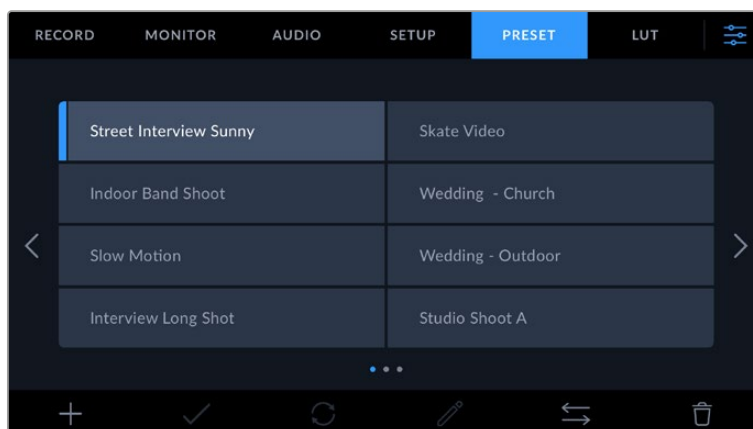 RECORD MONITOR AUDIO SETUP PRESET LUT
Street Interview Sunny Skate Video
Indoor Band Shoot Wedding - Church
Slow Motion Wedding - Outdoor
Interview Long Shot Studio Shoot A